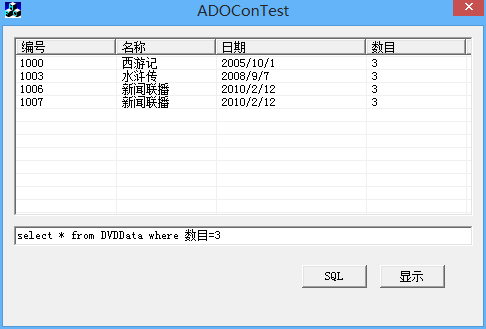 ADOConTest
编号 名称 日期 数目
1000 西游记 2005/10/1 3
1003 水浒传 2008/9/7 3
1006 新闻联播 2010/2/12 3
1007 新闻联播 2010/2/12 3
select * from DVDData where 数目=3
SQL 显示